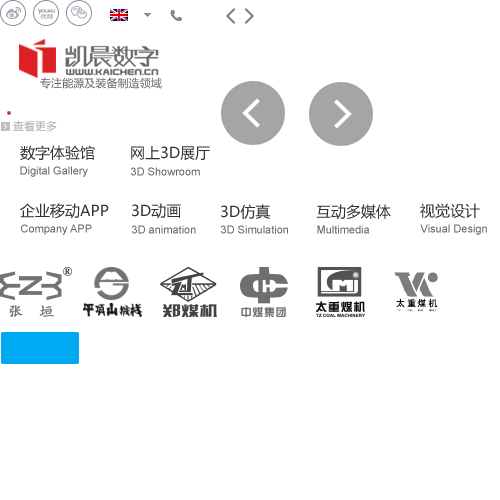 YOUKU
优酷
凯晨数字
WWW.KAICHEN.CN
专注能源及装备制造领域
查看更多
数字体验馆
Digital Gallery
网上3D展厅
3D Showroom
企业移动APP
Company APP
3D动画
3D animation
3D仿真
3D Simulation
互动多媒体
Multimedia
视觉设计
Visual Design
®
张 垣
平顶山煤机
郑煤机
中煤集团
太重煤机
TZ COAL MACHINERY
太重煤机